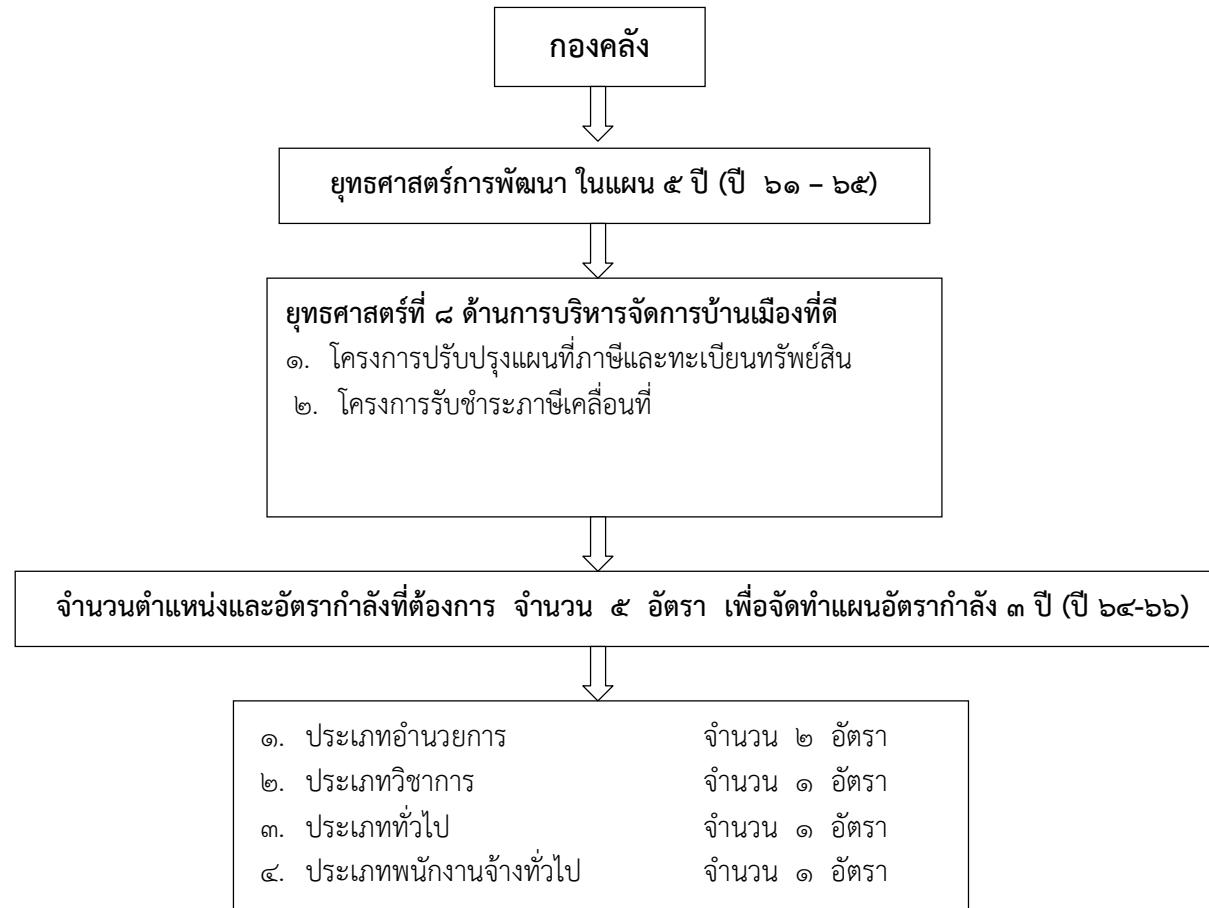 กองคลัง
ยุทธศาสตร์การพัฒนา ในแผน ๕ ปี (ปี ๖๑ – ๖๕)
ยุทธศาสตร์ที่ ๘ ด้านการบริหารจัดการบ้านเมืองที่ดี
๑. โครงการปรับปรุงแผนที่ภาษีและทะเบียนทรัพย์สิน
๒. โครงการรับชำระภาษีเคลื่อนที่
จำนวนตำแหน่งและอัตรากำลังที่ต้องการ จำนวน ๕ อัตรา เพื่อจัดทำแผนอัตรากำลัง ๓ ปี (ปี ๖๔-๖๖)
๑. ประเภทอำนวยการ จำนวน ๒ อัตรา
๒. ประเภทวิชาการ จำนวน ๑ อัตรา
๓. ประเภททั่วไป จำนวน ๑ อัตรา
๔. ประเภทพนักงานจ้างทั่วไป จำนวน ๑ อัตรา